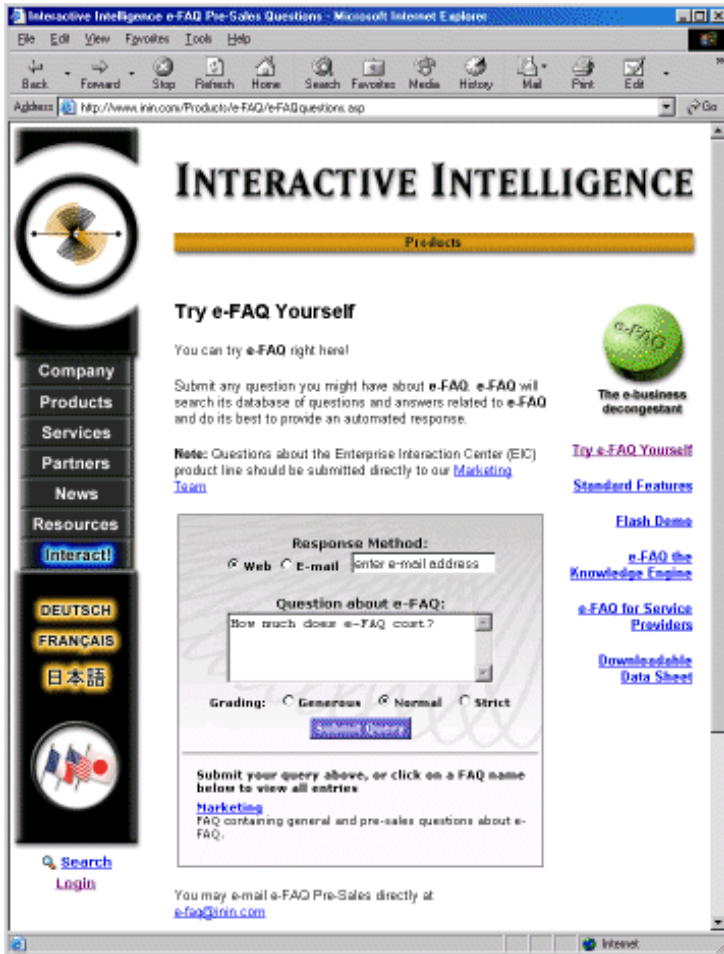 Interactive Intelligence e-FAQ Pre-Sales Questions - Microsoft Internet Explorer
File Edit View Favorites Tools Help
Back Forward Stop Refresh Home Search Favorites Media History Mail Print Edit
Address http://www.inin.com/Products/e-FAQ/e-FAQquestions.asp Go
INTERACTIVE INTELLIGENCE
Products
Company
Products
Services
Partners
News
Resources
Interact!
DEUTSCH
FRANÇAIS
日本語
Search
Login
Try e-FAQ Yourself
You can try e-FAQ right here!
Submit any question you might have about e-FAQ. e-FAQ will
search its database of questions and answers related to e-FAQ
and do its best to provide an automated response.
Note: Questions about the Enterprise Interaction Center (EIC)
product line should be submitted directly to our Marketing
Team
Response Method:
Web E-mail enter e-mail address
Question about e-FAQ:
How much does e-FAQ cost?
Grading: Generous Normal Strict
Submit Query
Submit your query above, or click on a FAQ name
below to view all entries
Marketing
FAQ containing general and pre-sales questions about e-
FAQ.
You may e-mail e-FAQ Pre-Sales directly at
e-faq@inin.com
e-FAQ
The e-business
decongestant
Try e-FAQ Yourself
Standard Features
Flash Demo
e-FAQ the
Knowledge Engine
e-FAQ for Service
Providers
Downloadable
Data Sheet
Internet